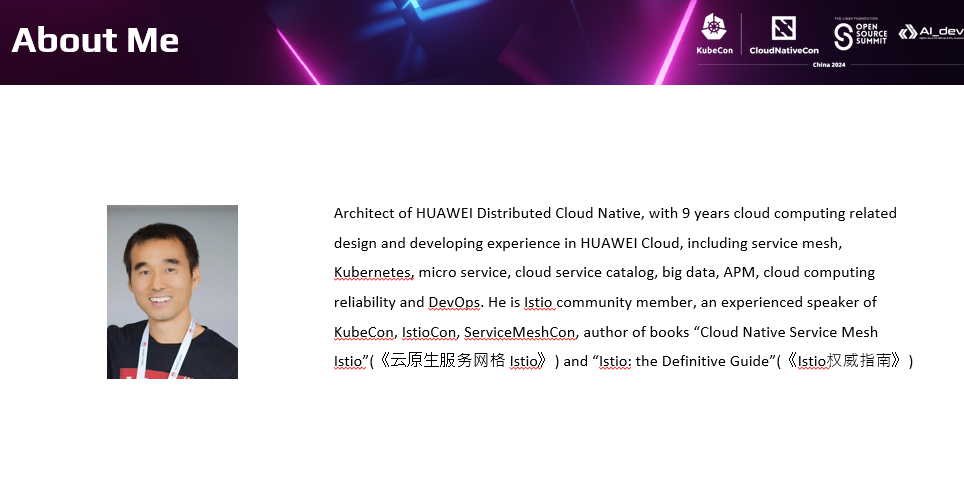 About Me
KubeCon
CloudNativeCon
THE LINUX FOUNDATION
OPEN
SOURCE
SUMMIT
AI_dev
China 2024
Architect of HUAWEI Distributed Cloud Native, with 9 years cloud computing related
design and developing experience in HUAWEI Cloud, including service mesh,
Kubernetes, micro service, cloud service catalog, big data, APM, cloud computing
reliability and DevOps. He is Istio community member, an experienced speaker of
KubeCon, IstioCon, ServiceMeshCon, author of books “Cloud Native Service Mesh
Istio”(《云原生服务网格 Istio》) and “Istio: the Definitive Guide”(《Istio权威指南》)